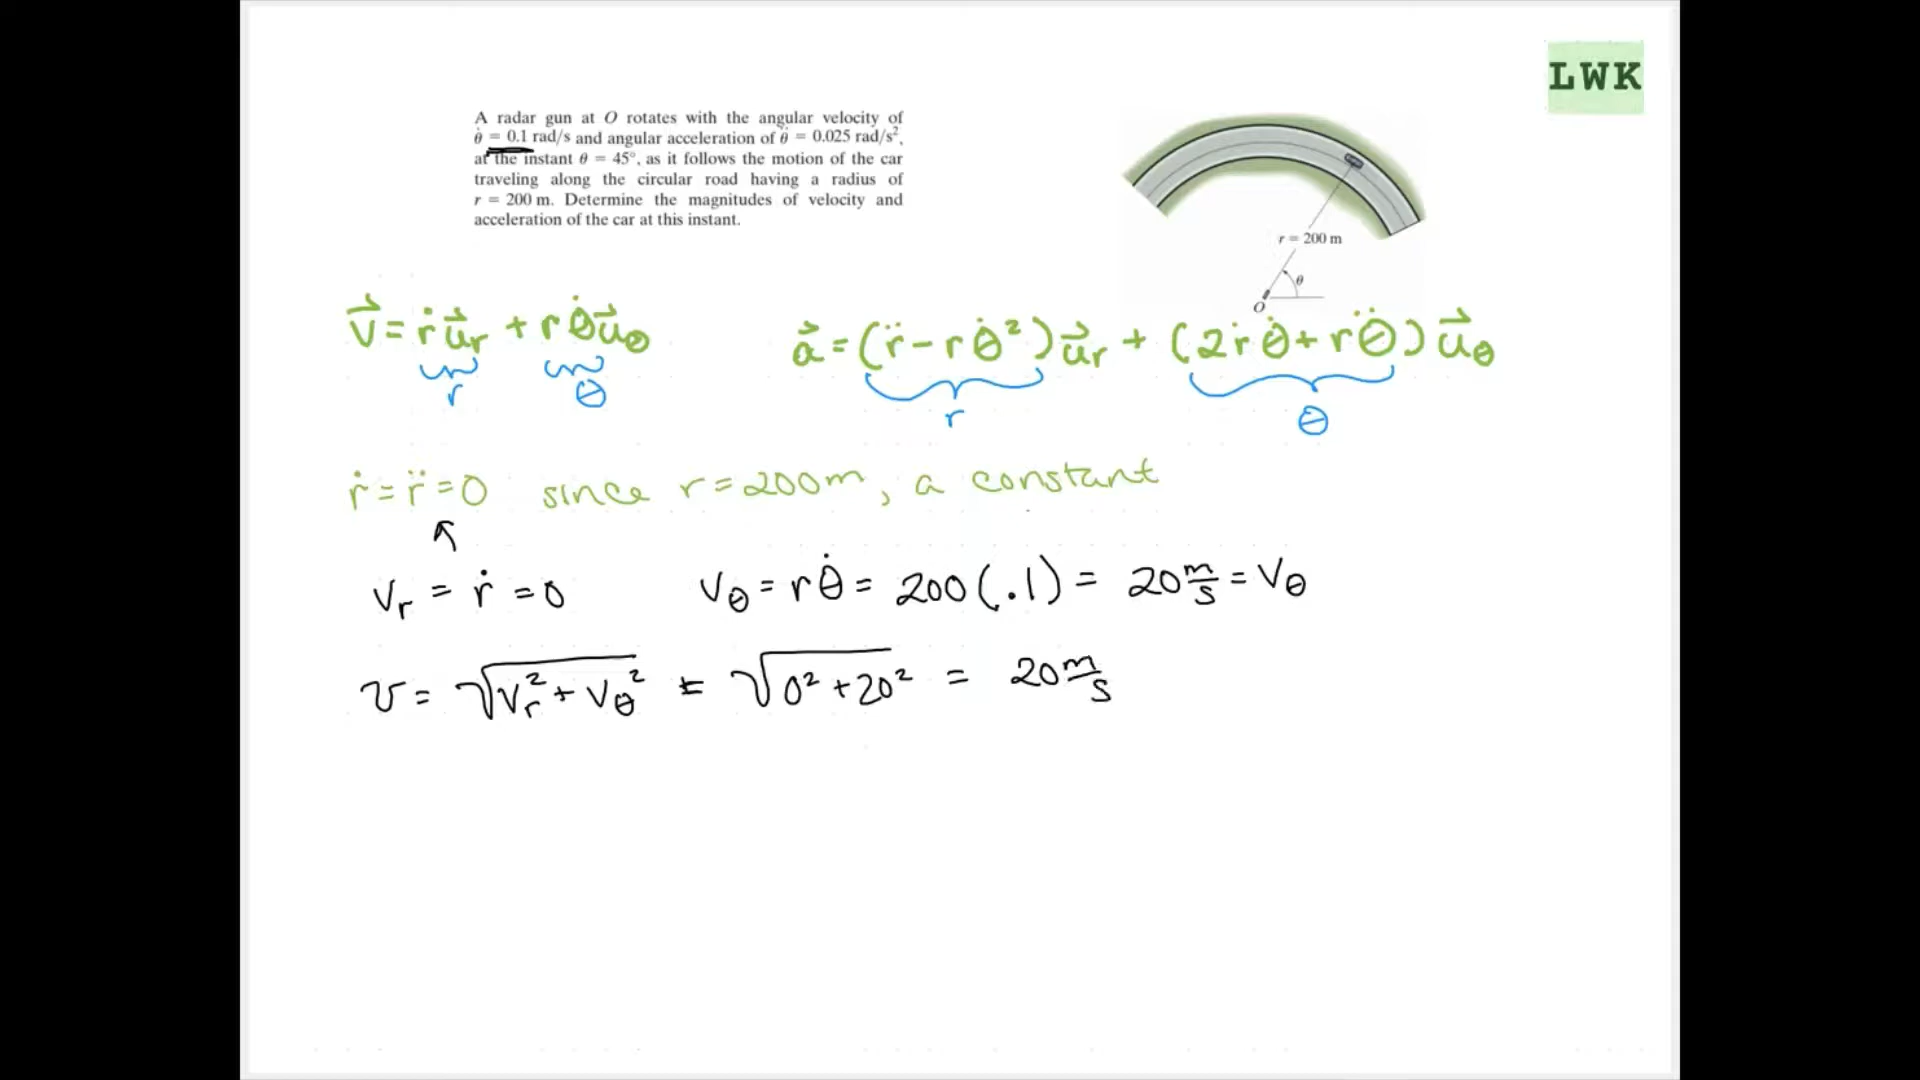 LWK
A radar gun at O rotates with the angular velocity of
θ̇ = 0.1 rad/s and angular acceleration of θ̈ = 0.025 rad/s²,
at the instant θ = 45°, as it follows the motion of the car
traveling along the circular road having a radius of
r = 200 m. Determine the magnitudes of velocity and
acceleration of the car at this instant.
r = 200 m
θ
O
v⃗ = ṙu⃗r + rθ̇u⃗θ
r θ
a⃗ = (r̈ - rθ̇²)u⃗r + (2ṙθ̇ + rθ̈)u⃗θ
r θ
ṙ = r̈ = 0 since r = 200m, a constant
Vr = ṙ = 0
Vθ = rθ̇ = 200(.1) = 20 m/s = Vθ
v = √(Vr² + Vθ²) = √(0² + 20²) = 20 m/s